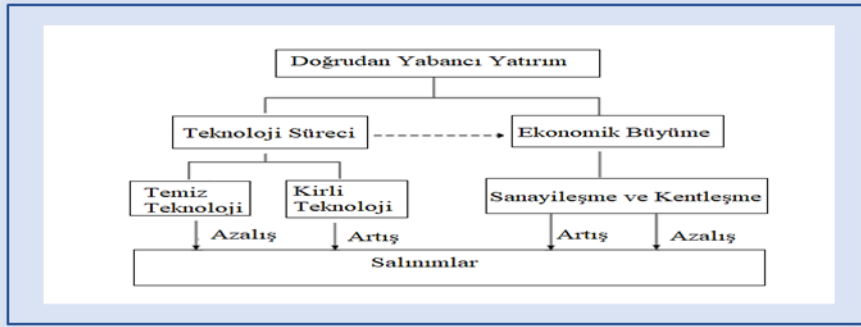 Doğrudan Yabancı Yatırım
Teknoloji Süreci
Ekonomik Büyüme
Temiz
Teknoloji
Kirli
Teknoloji
Sanayileşme ve Kentleşme
Azalış
Artış
Artış
Azalış
Salınımlar